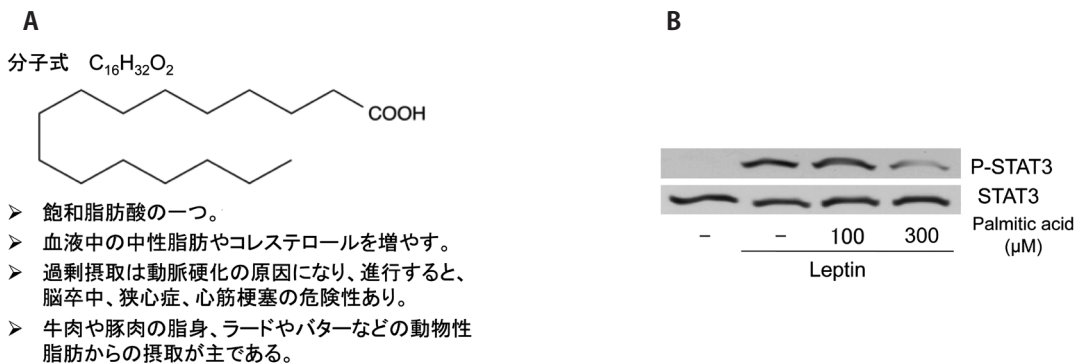 A
分子式 C16H32O2
COOH
➢ 飽和脂肪酸の一つ。
➢ 血液中の中性脂肪やコレステロールを増やす。
➢ 過剰摂取は動脈硬化の原因になり、進行すると、
脳卒中、狭心症、心筋梗塞の危険性あり。
➢ 牛肉や豚肉の脂身、ラードやバターなどの動物性
脂肪からの摂取が主である。
B
P-STAT3
STAT3
Palmitic acid
(μM)
– – 100 300
Leptin